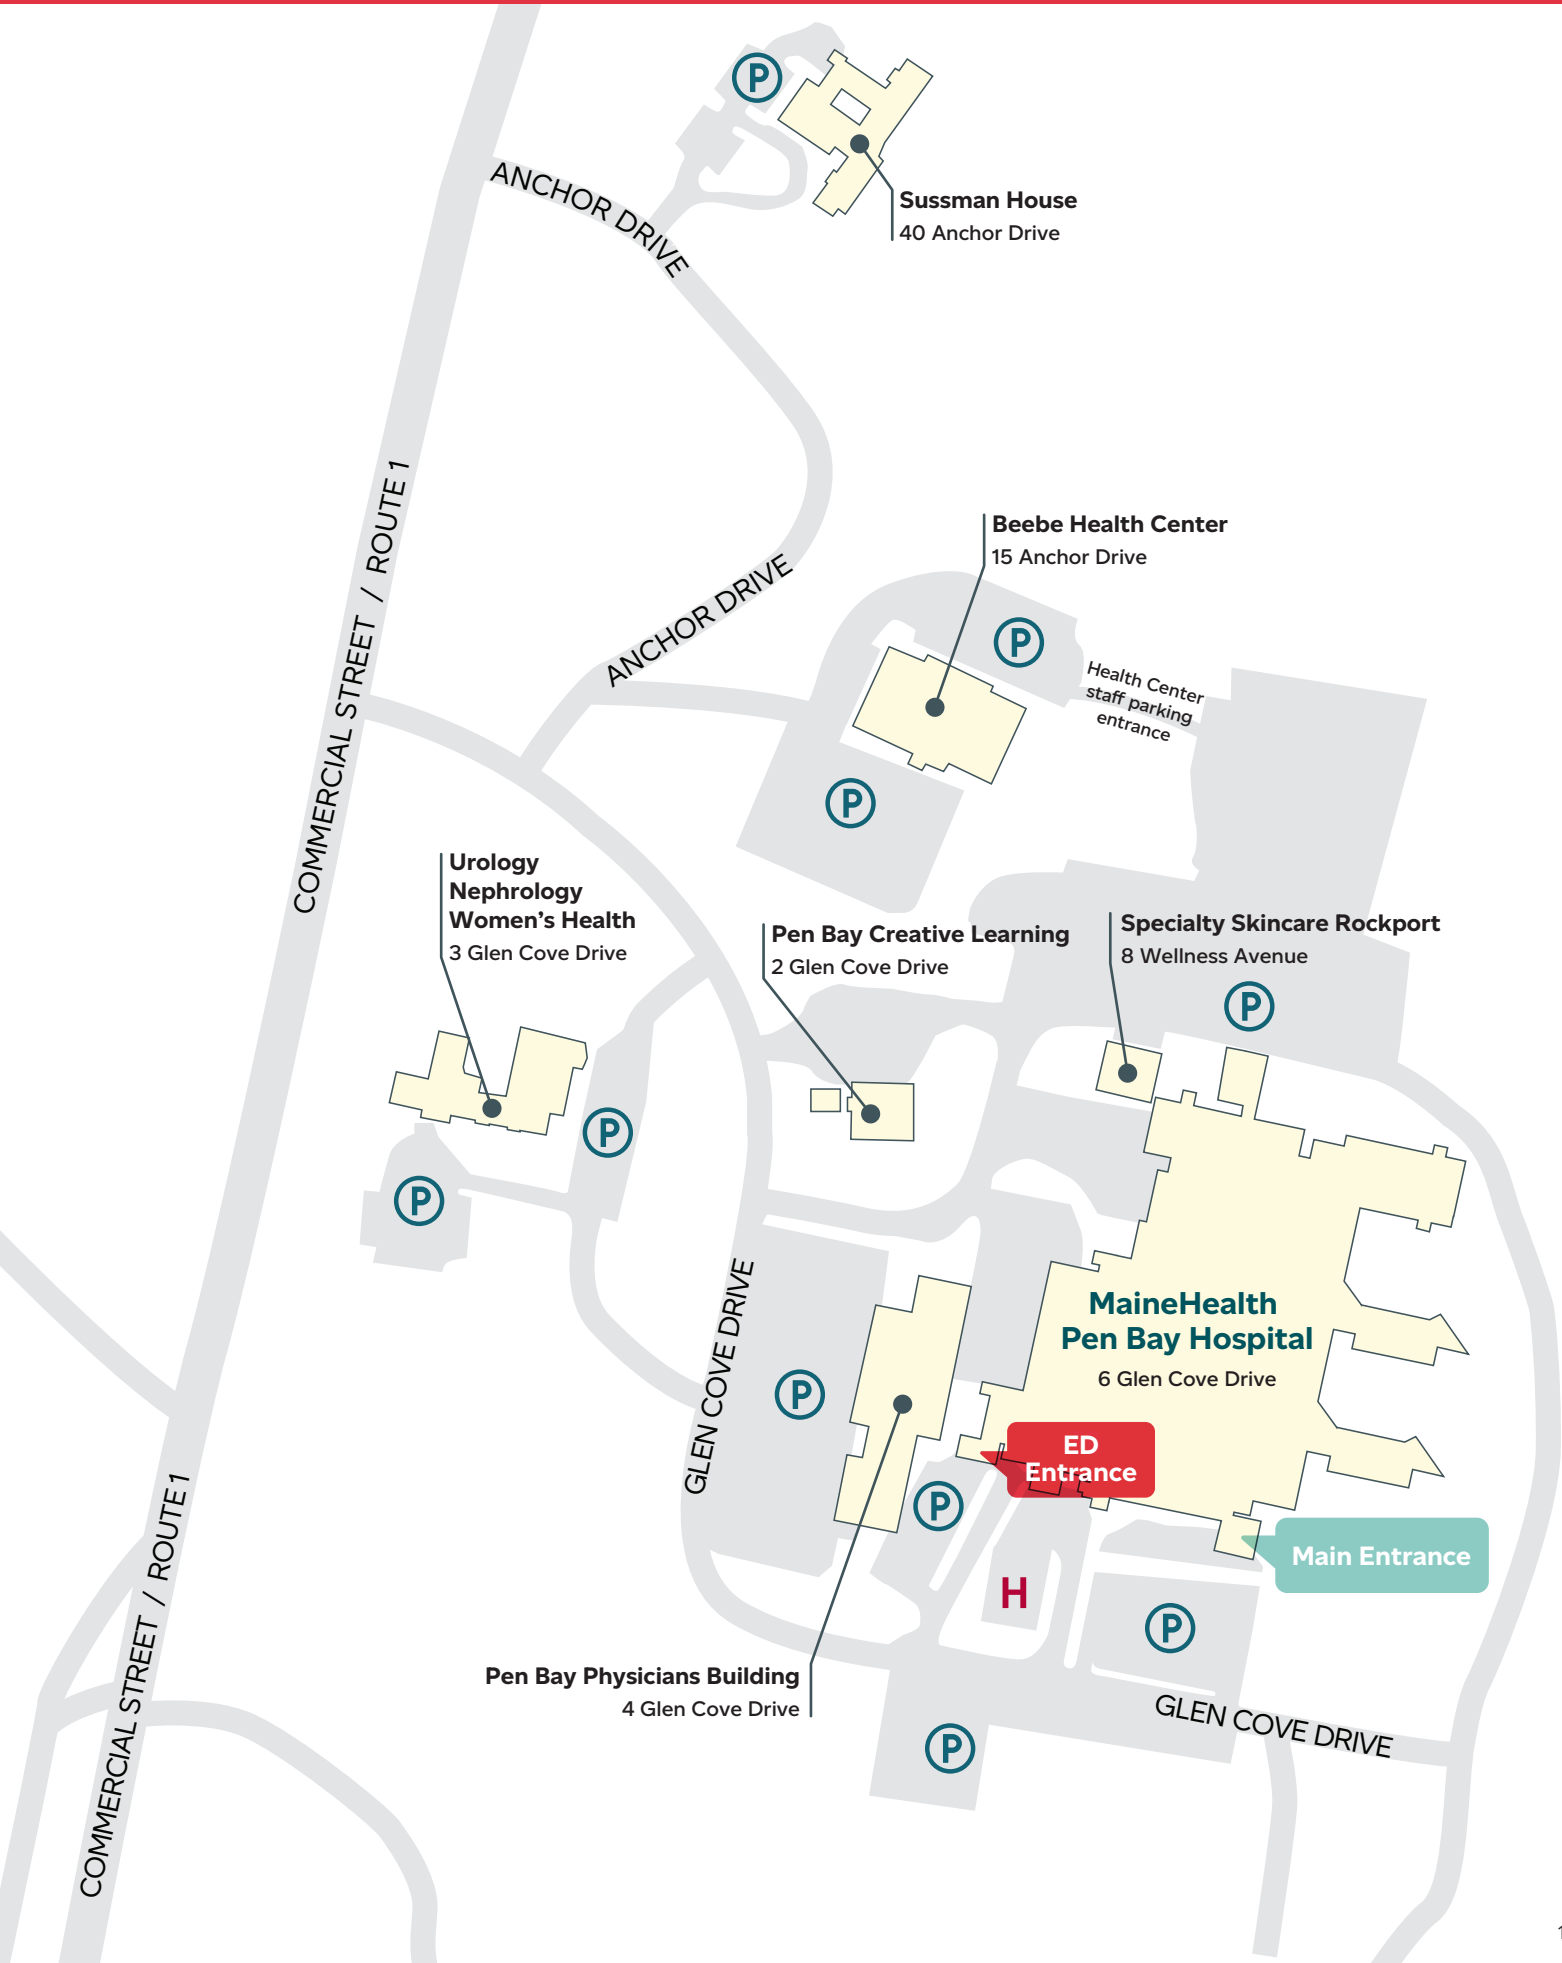 P
Sussman House
40 Anchor Drive
ANCHOR DRIVE
COMMERCIAL STREET / ROUTE 1
Beebe Health Center
15 Anchor Drive
ANCHOR DRIVE
P
Health Center
staff parking
entrance
P
Urology
Nephrology
Women's Health
3 Glen Cove Drive
Pen Bay Creative Learning
2 Glen Cove Drive
Specialty Skincare Rockport
8 Wellness Avenue
P
P
P
GLEN COVE DRIVE
MaineHealth
Pen Bay Hospital
6 Glen Cove Drive
P
ED
Entrance
P
Main Entrance
H
P
COMMERCIAL STREET / ROUTE 1
Pen Bay Physicians Building
4 Glen Cove Drive
GLEN COVE DRIVE
P
1